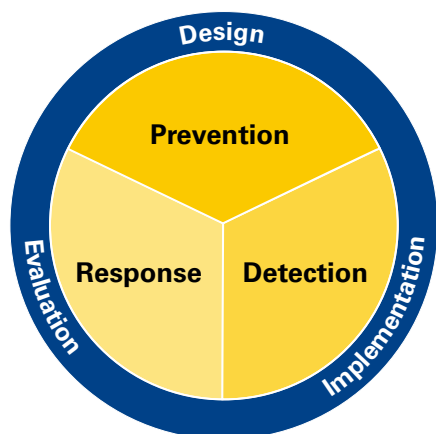 Design
Prevention
Response
Detection
Evaluation
Implementation